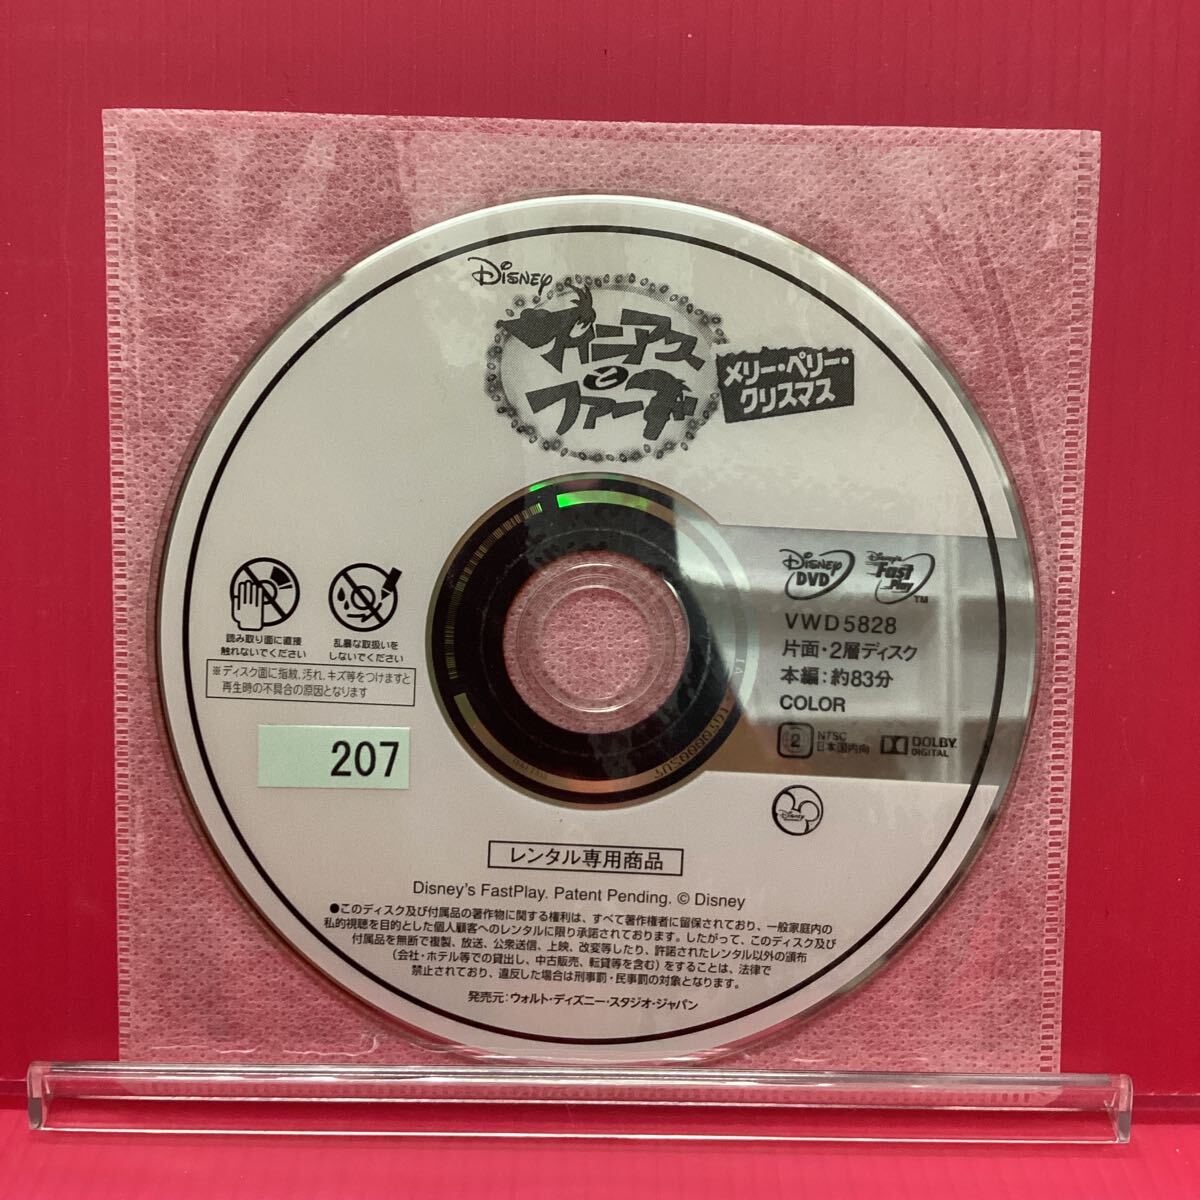 Disney
フィニアス
と
ファーブ
メリー・ペリー・
クリスマス
Disney DVD
Disney's Fast Play TM
VWD5828
片面・2層ディスク
本編:約83分
COLOR
2
NTSC
日本国内向
DOLBY
DIGITAL
Disney
読み取り面に直接
触れないでください
乱暴な取扱いを
しないでください
※ディスク面に指紋、汚れ、キズ等をつけますと
再生時の不具合の原因となります
207
レンタル専用商品
Disney's FastPlay. Patent Pending. © Disney
●このディスク及び付属品の著作物に関する権利は、すべて著作権者に留保されており、一般家庭内の
私的視聴を目的とした個人顧客へのレンタルに限り承諾されております。したがって、このディスク及び
付属品を無断で複製、放送、公衆送信、上映、改変等したり、許諾されたレンタル以外の頒布
(会社・ホテル等での貸出し、中古販売、転貸等を含む)をすることは、法律で
禁止されており、違反した場合は刑事罰・民事罰の対象となります。
発売元:ウォルト・ディズニー・スタジオ・ジャパン